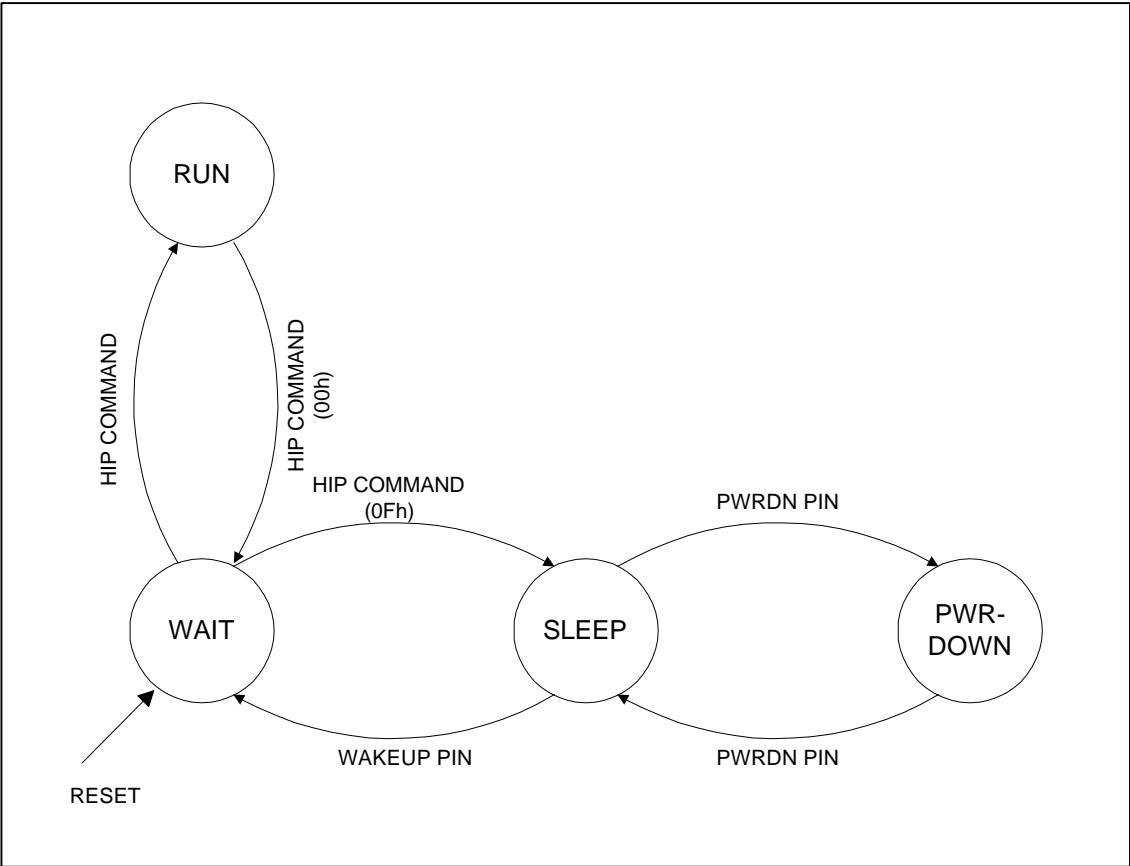 RUN
HIP COMMAND
HIP COMMAND
(00h)
HIP COMMAND
(0Fh)
PWRDN PIN
WAIT
SLEEP
PWR-
DOWN
WAKEUP PIN
PWRDN PIN
RESET